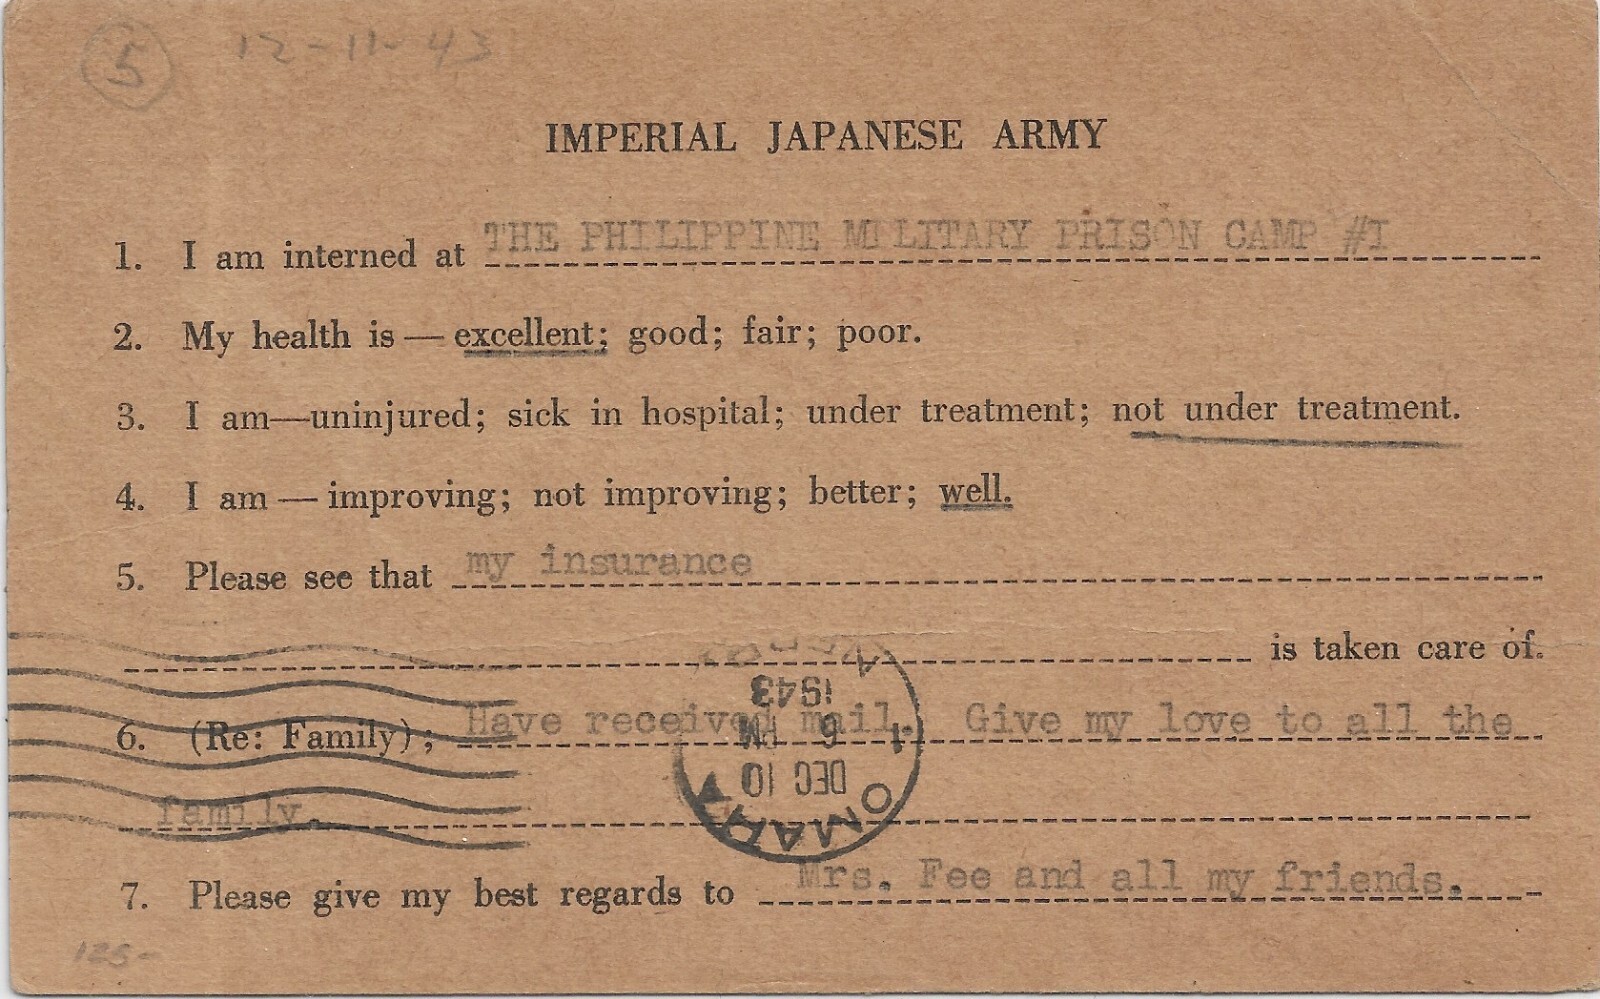 5 12-11-43
IMPERIAL JAPANESE ARMY
1. I am interned at THE PHILIPPINE MILITARY PRISON CAMP #1
2. My health is — excellent; good; fair; poor.
3. I am—uninjured; sick in hospital; under treatment; not under treatment.
4. I am — improving; not improving; better; well.
5. Please see that my insurance
is taken care of.
6. (Re: Family); Have received mail. Give my love to all the
family.
7. Please give my best regards to Mrs. Fee and all my friends.
125-
OMAHA
DEC 10
6 PM
1943
1